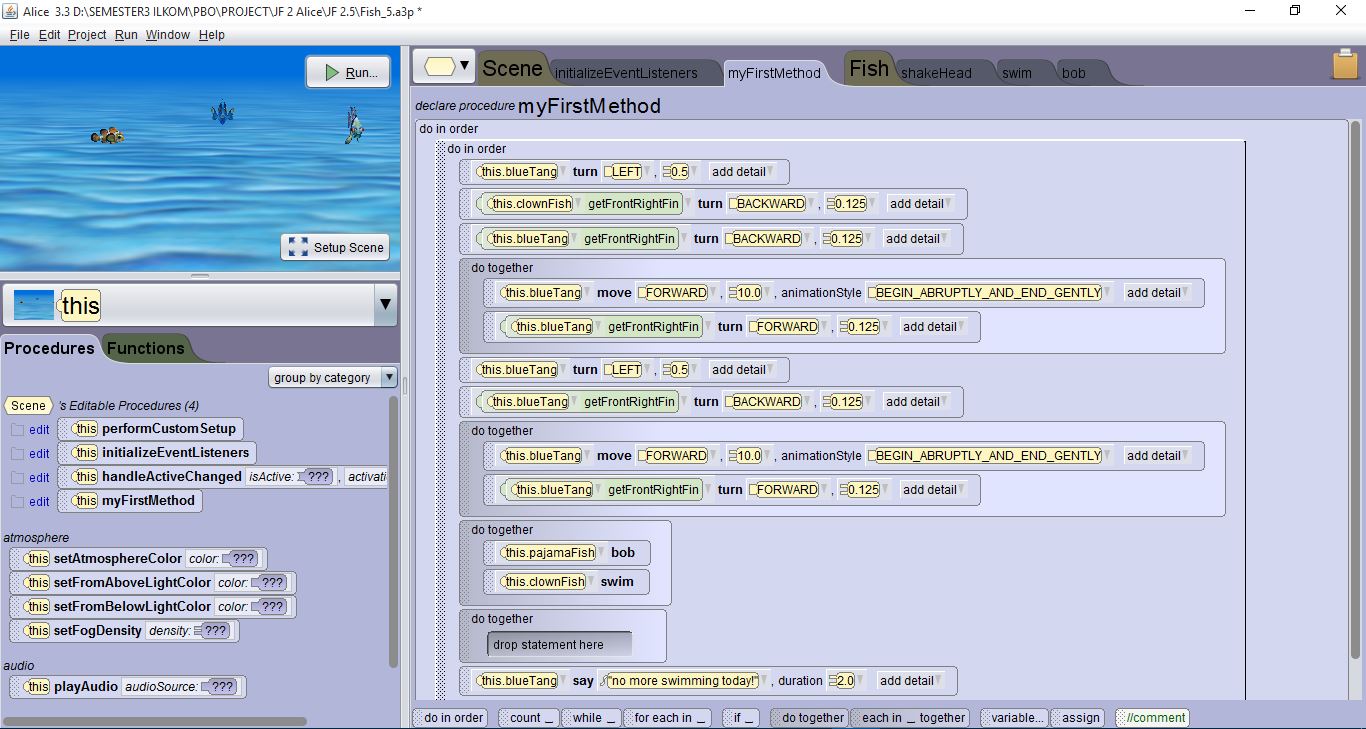 Alice 3.3 D:\SEMESTER3 ILKOM\PBO\PROJECT\JF 2 Alice\JF 2.5\Fish_5.a3p *
File Edit Project Run Window Help
Run...
Setup Scene
this
Procedures Functions
group by category
Scene 's Editable Procedures (4)
edit this performCustomSetup
edit this initializeEventListeners
edit this handleActiveChanged isActive: ??? , activati
edit this myFirstMethod
atmosphere
this setAtmosphereColor color: ???
this setFromAboveLightColor color: ???
this setFromBelowLightColor color: ???
this setFogDensity density: ???
audio
this playAudio audioSource: ???
Scene initializeEventListeners myFirstMethod Fish shakeHead swim bob
declare procedure myFirstMethod
do in order
do in order
this.blueTang turn LEFT , 0.5 add detail
this.clownFish getFrontRightFin turn BACKWARD , 0.125 add detail
this.blueTang getFrontRightFin turn BACKWARD , 0.125 add detail
do together
this.blueTang move FORWARD , 10.0 , animationStyle BEGIN_ABRUPTLY_AND_END_GENTLY add detail
this.blueTang getFrontRightFin turn FORWARD , 0.125 add detail
this.blueTang turn LEFT , 0.5 add detail
this.blueTang getFrontRightFin turn BACKWARD , 0.125 add detail
do together
this.blueTang move FORWARD , 10.0 , animationStyle BEGIN_ABRUPTLY_AND_END_GENTLY add detail
this.blueTang getFrontRightFin turn FORWARD , 0.125 add detail
do together
this.pajamaFish bob
this.clownFish swim
do together
drop statement here
this.blueTang say "no more swimming today!" , duration 2.0 add detail
do in order count _ while _ for each in _ if _ do together each in _ together variable... assign //comment